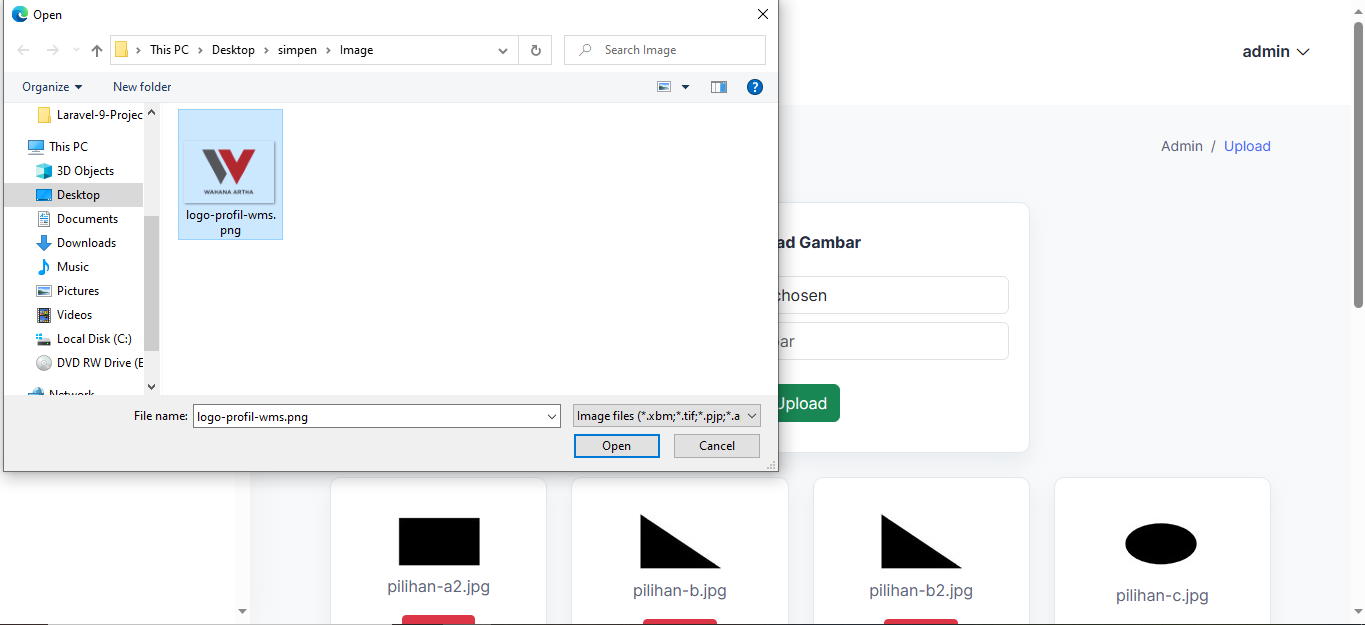 Open
This PC
Desktop
simpen
Image
Search Image
Organize
New folder
?
Laravel-9-Projec
This PC
3D Objects
Desktop
Documents
Downloads
Music
Pictures
Videos
Local Disk (C:)
DVD RW Drive (E
Network
WAHANA ARTHA
logo-profil-wms.
png
File name:
logo-profil-wms.png
Image files (*.xbm;*.tif;*.pjp;*.a
Open
Cancel
admin
Admin / Upload
ad Gambar
chosen
ar
Upload
pilihan-a2.jpg
pilihan-b.jpg
pilihan-b2.jpg
pilihan-c.jpg